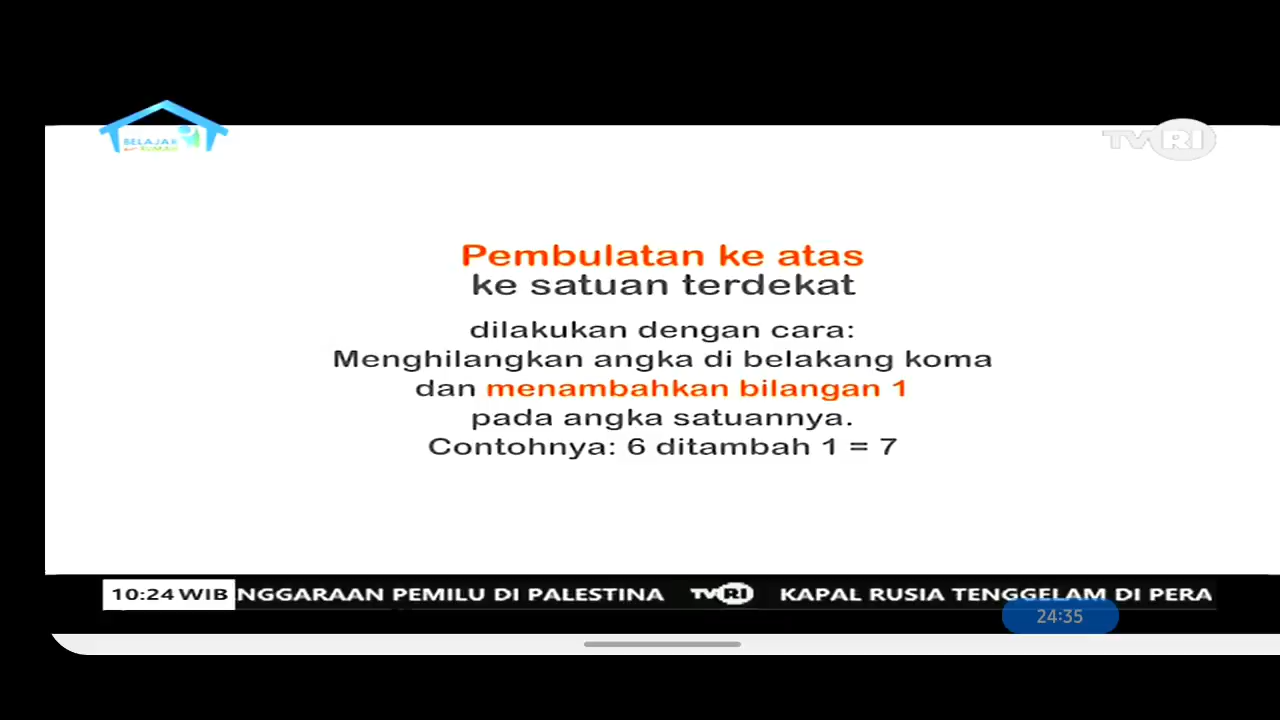 BELAJAR
RUMAH
TVRI
Pembulatan ke atas
ke satuan terdekat
dilakukan dengan cara:
Menghilangkan angka di belakang koma
dan menambahkan bilangan 1
pada angka satuannya.
Contohnya: 6 ditambah 1 = 7
10:24 WIB NGGARAAN PEMILU DI PALESTINA TVRI KAPAL RUSIA TENGGELAM DI PERA
24:35